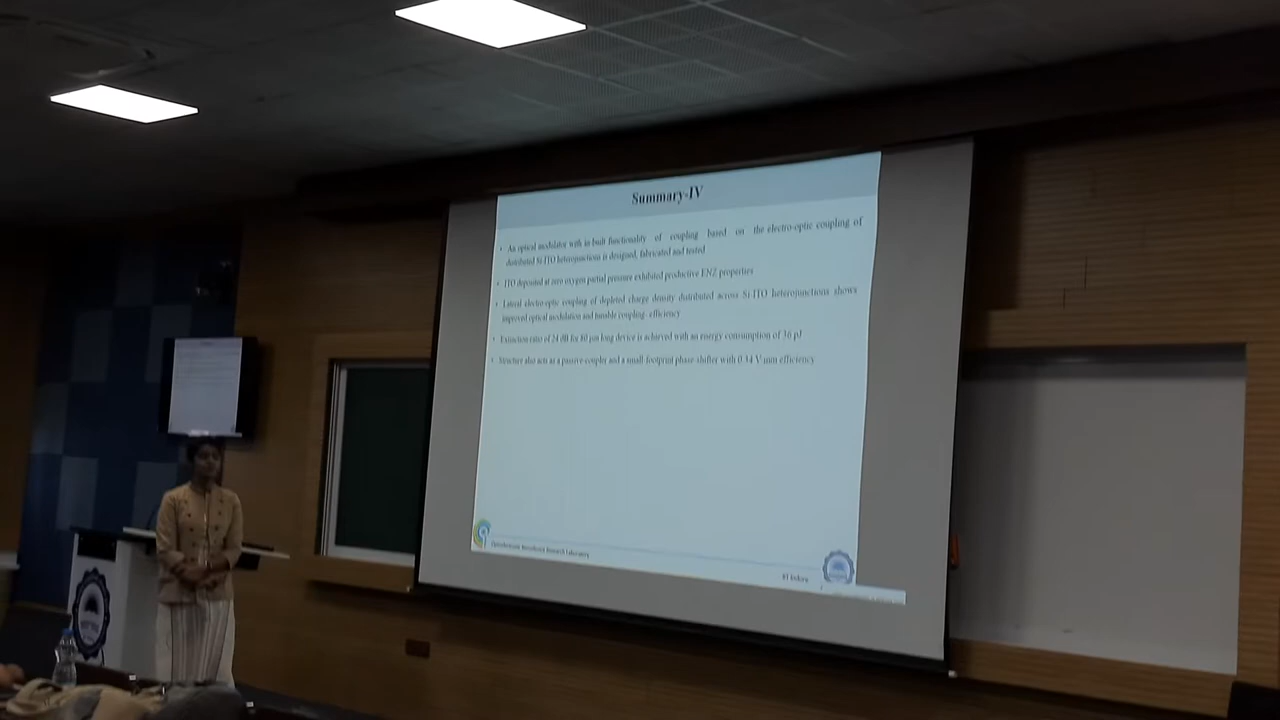 Summary-IV
• An optical modulator with in-built functionality of coupling based on the electro-optic coupling of
distributed Si-ITO heterojunctions is designed, fabricated and tested
• ITO deposited at zero oxygen partial pressure exhibited productive ENZ properties
• Lateral electro-optic coupling of depleted charge density distributed across Si-ITO heterojunctions shows
improved optical modulation and tunable coupling- efficiency
• Extinction ratio of 24 dB for 80 μm long device is achieved with an energy consumption of 36 pJ
• Structure also acts as a passive-coupler and a small-footprint phase-shifter with 0.34 V mm efficiency
Optoelectronic Nanodevice Research Laboratory
IIT Indore